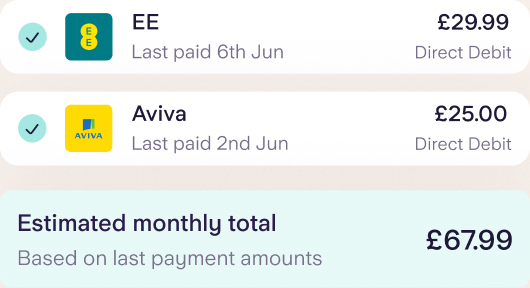 EE
£29.99
E
E
Last paid 6th Jun
Direct Debit
Aviva
£25.00
AVIVA
Last paid 2nd Jun
Direct Debit
Estimated monthly total
£67.99
Based on last payment amounts